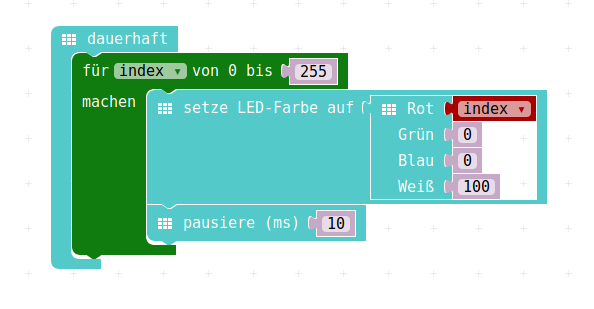 dauerhaft
für index ▾ von 0 bis 255
machen
setze LED-Farbe auf Rot index ▾
Grün 0
Blau 0
Weiß 100
pausiere (ms) 10